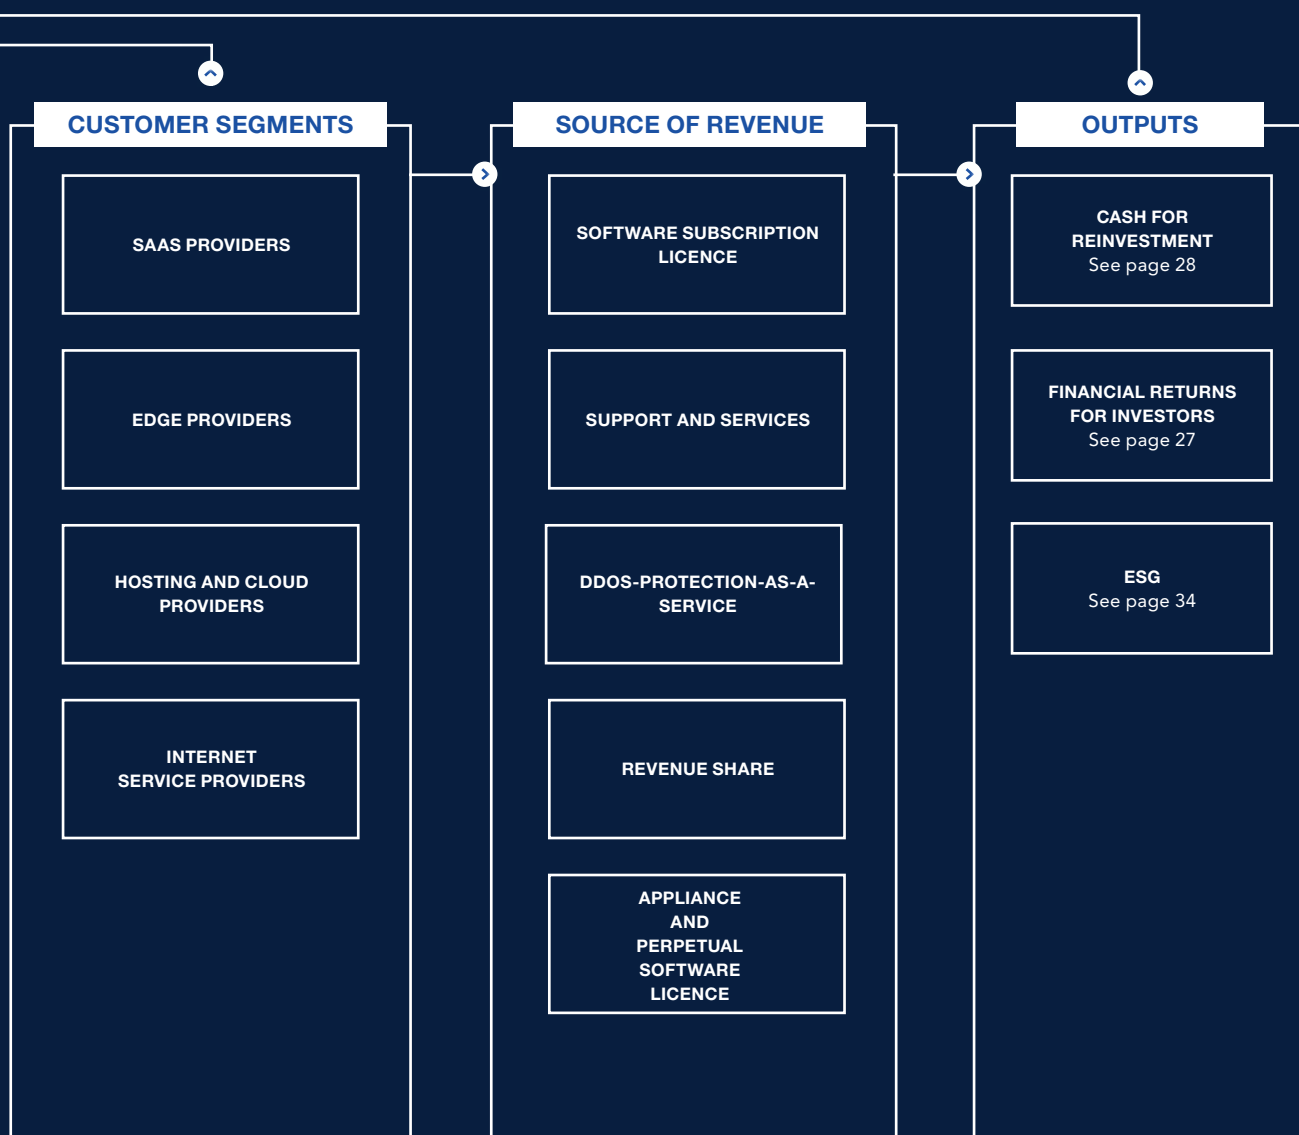 CUSTOMER SEGMENTS
SAAS PROVIDERS
EDGE PROVIDERS
HOSTING AND CLOUD
PROVIDERS
INTERNET
SERVICE PROVIDERS
SOURCE OF REVENUE
SOFTWARE SUBSCRIPTION
LICENCE
SUPPORT AND SERVICES
DDOS-PROTECTION-AS-A-
SERVICE
REVENUE SHARE
APPLIANCE
AND
PERPETUAL
SOFTWARE
LICENCE
OUTPUTS
CASH FOR
REINVESTMENT
See page 28
FINANCIAL RETURNS
FOR INVESTORS
See page 27
ESG
See page 34